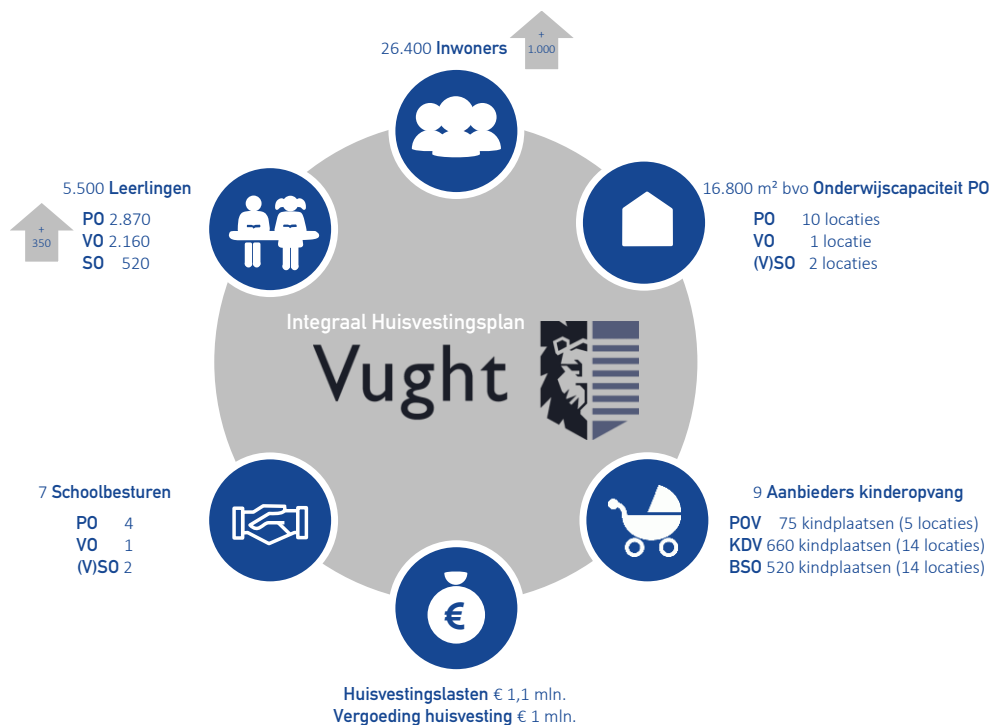 26.400 Inwoners
+
1.000
5.500 Leerlingen
PO 2.870
VO 2.160
SO 520
+
350
16.800 m² bvo Onderwijscapaciteit PO
PO 10 locaties
VO 1 locatie
(V)SO 2 locaties
Integraal Huisvestingsplan
Vught
7 Schoolbesturen
PO 4
VO 1
(V)SO 2
9 Aanbieders kinderopvang
POV 75 kindplaatsen (5 locaties)
KDV 660 kindplaatsen (14 locaties)
BSO 520 kindplaatsen (14 locaties)
€
Huisvestingslasten € 1,1 mln.
Vergoeding huisvesting € 1 mln.